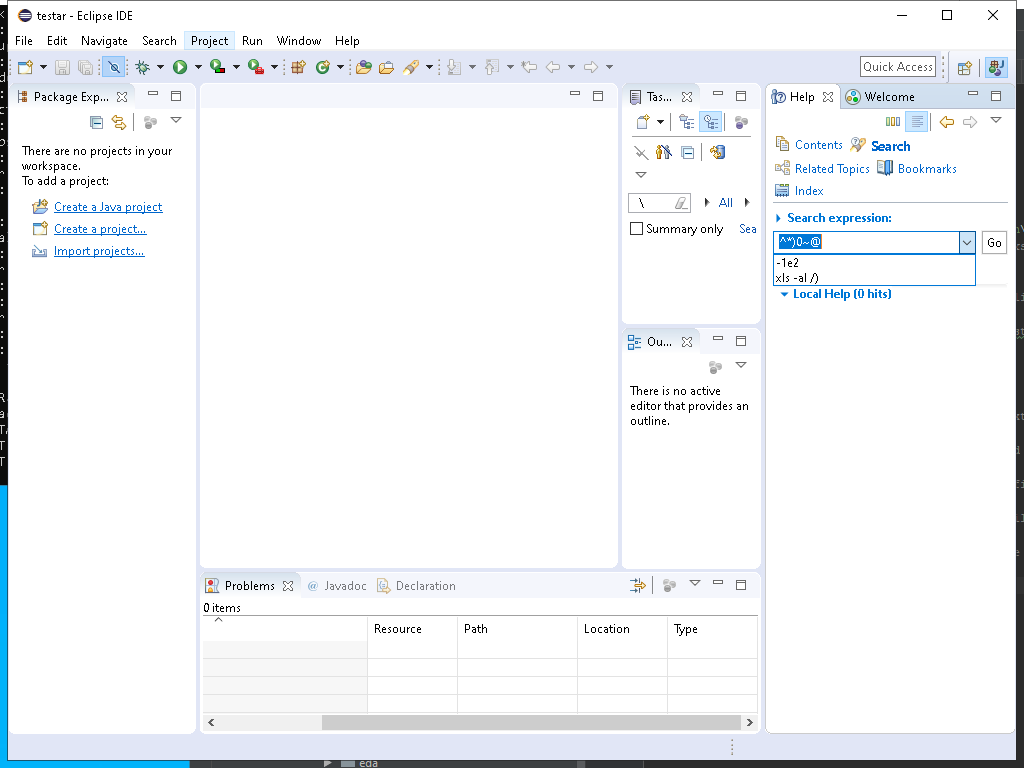 testar - Eclipse IDE
File Edit Navigate Search Project Run Window Help
Quick Access
Package Exp...
There are no projects in your
workspace.
To add a project:
Create a Java project
Create a project...
Import projects...
Tas...
\
All
Summary only
Sea
Ou...
There is no active
editor that provides an
outline.
Help
Welcome
Contents
Search
Related Topics
Bookmarks
Index
Search expression:
^*)0~@
Go
-1e2
xls -al /)
Local Help (0 hits)
Problems
@ Javadoc
Declaration
0 items
Resource Path Location Type
eda